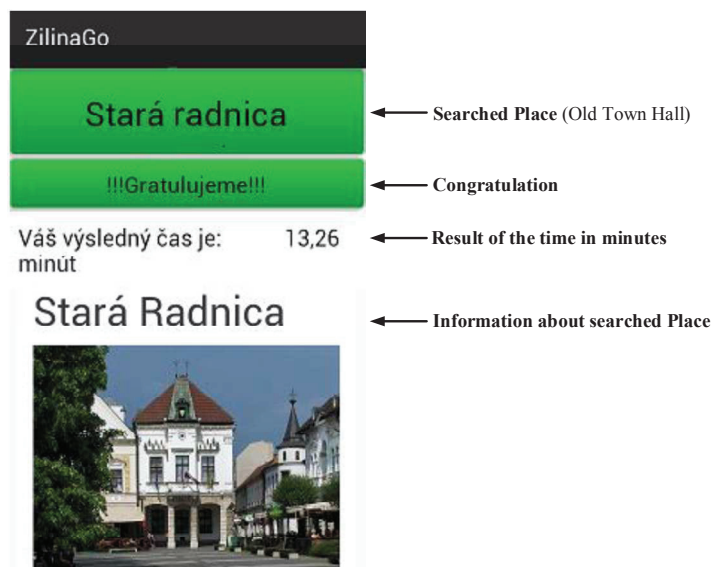 ZilinaGo
Stará radnica
Searched Place (Old Town Hall)
!!!Gratulujeme!!!
Congratulation
Váš výsledný čas je: 13,26
minút
Result of the time in minutes
Stará Radnica
Information about searched Place